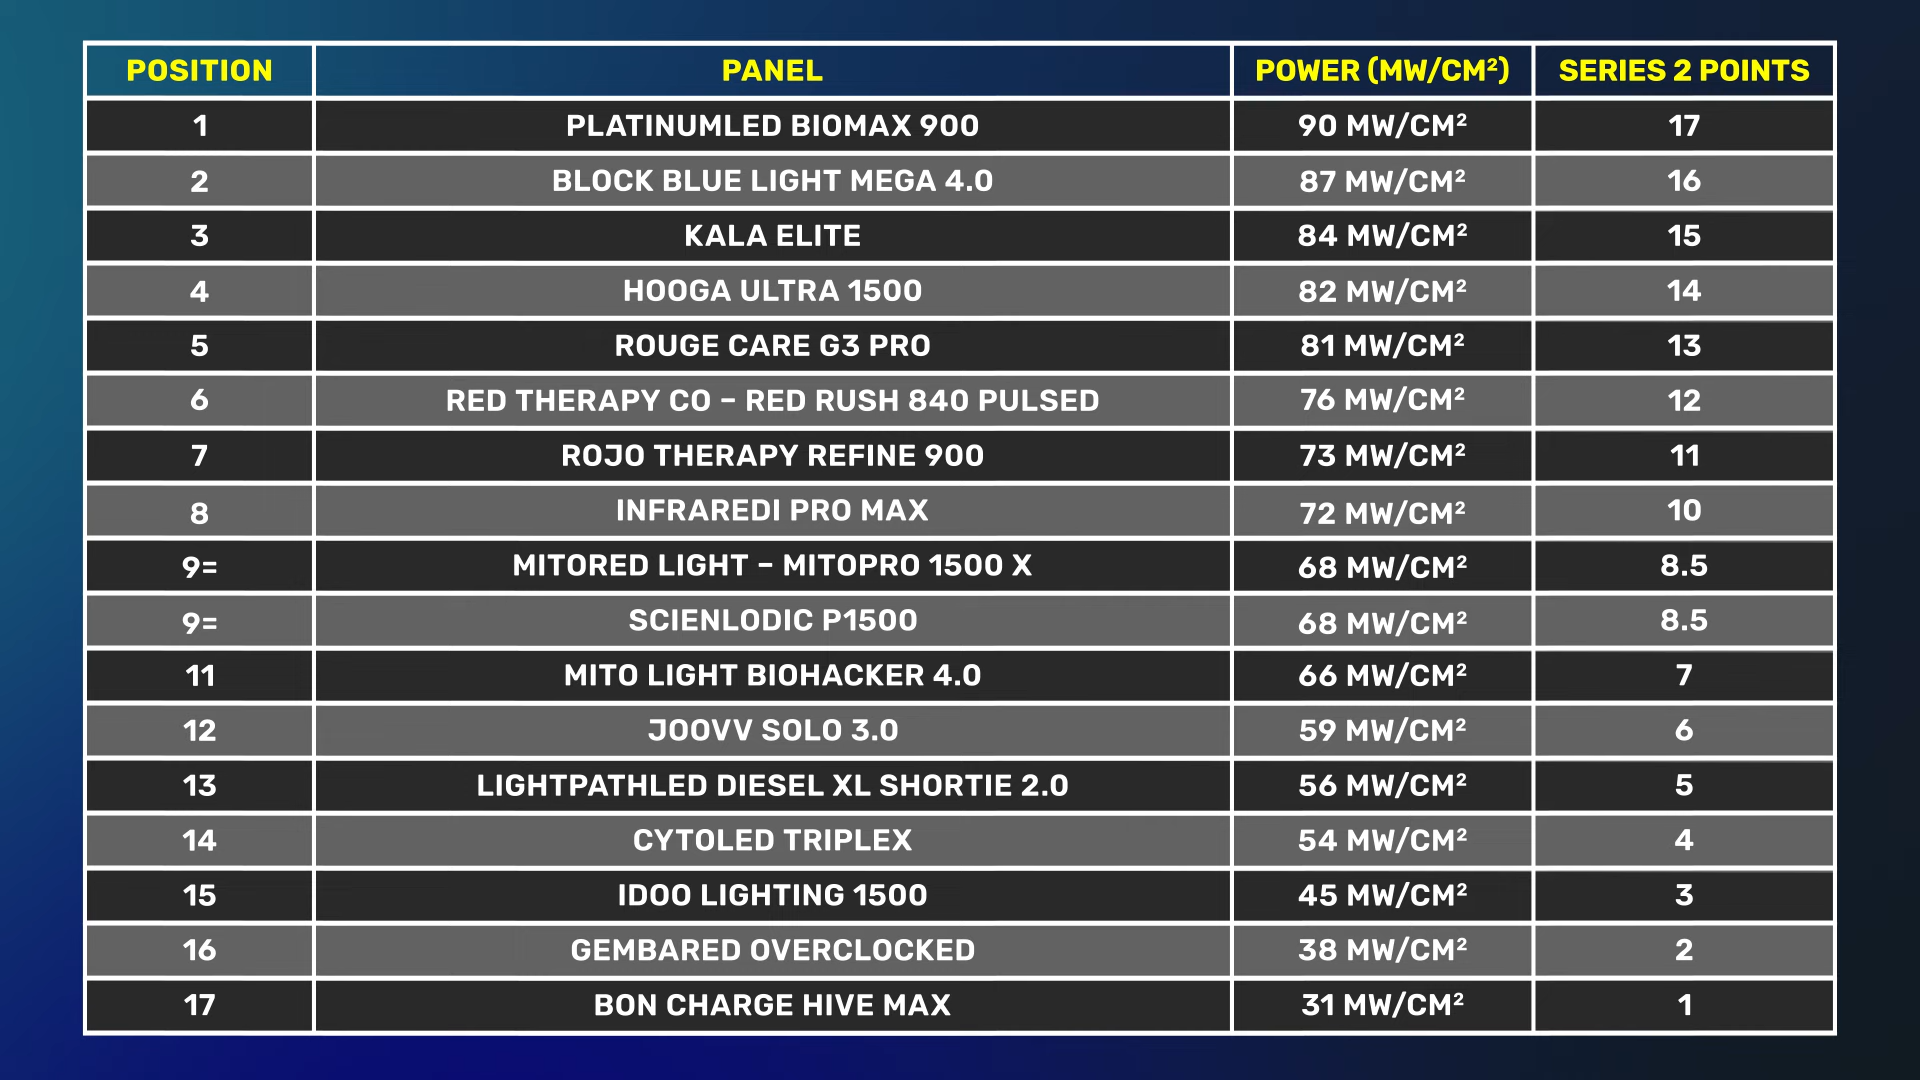 POSITION PANEL POWER (MW/CM²) SERIES 2 POINTS
1 PLATINUMLED BIOMAX 900 90 MW/CM² 17
2 BLOCK BLUE LIGHT MEGA 4.0 87 MW/CM² 16
3 KALA ELITE 84 MW/CM² 15
4 HOOGA ULTRA 1500 82 MW/CM² 14
5 ROUGE CARE G3 PRO 81 MW/CM² 13
6 RED THERAPY CO – RED RUSH 840 PULSED 76 MW/CM² 12
7 ROJO THERAPY REFINE 900 73 MW/CM² 11
8 INFRAREDI PRO MAX 72 MW/CM² 10
9= MITORED LIGHT – MITOPRO 1500 X 68 MW/CM² 8.5
9= SCIENLODIC P1500 68 MW/CM² 8.5
11 MITO LIGHT BIOHACKER 4.0 66 MW/CM² 7
12 JOOVV SOLO 3.0 59 MW/CM² 6
13 LIGHTPATHLED DIESEL XL SHORTIE 2.0 56 MW/CM² 5
14 CYTOLED TRIPLEX 54 MW/CM² 4
15 IDOO LIGHTING 1500 45 MW/CM² 3
16 GEMBARED OVERCLOCKED 38 MW/CM² 2
17 BON CHARGE HIVE MAX 31 MW/CM² 1